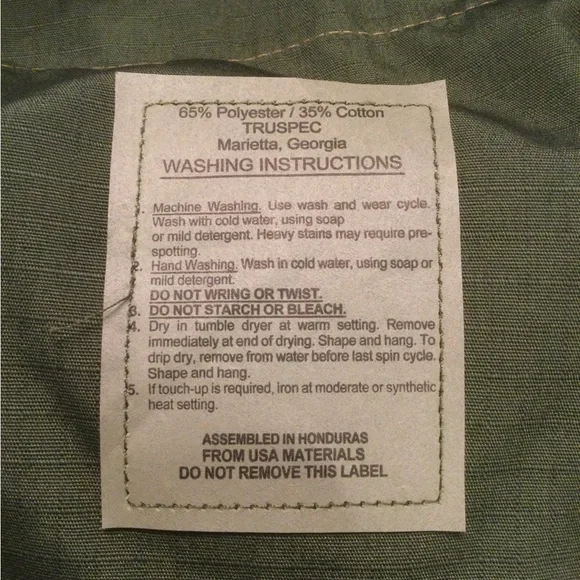 65% Polyester / 35% Cotton
TRUSPEC
Marietta, Georgia
WASHING INSTRUCTIONS
1. Machine Washing. Use wash and wear cycle.
Wash with cold water, using soap
or mild detergent. Heavy stains may require pre-
spotting.
2. Hand Washing. Wash in cold water, using soap or
mild detergent.
DO NOT WRING OR TWIST.
3. DO NOT STARCH OR BLEACH.
4. Dry in tumble dryer at warm setting. Remove
immediately at end of drying. Shape and hang. To
drip dry, remove from water before last spin cycle.
Shape and hang.
5. If touch-up is required, iron at moderate or synthetic
heat setting.
ASSEMBLED IN HONDURAS
FROM USA MATERIALS
DO NOT REMOVE THIS LABEL